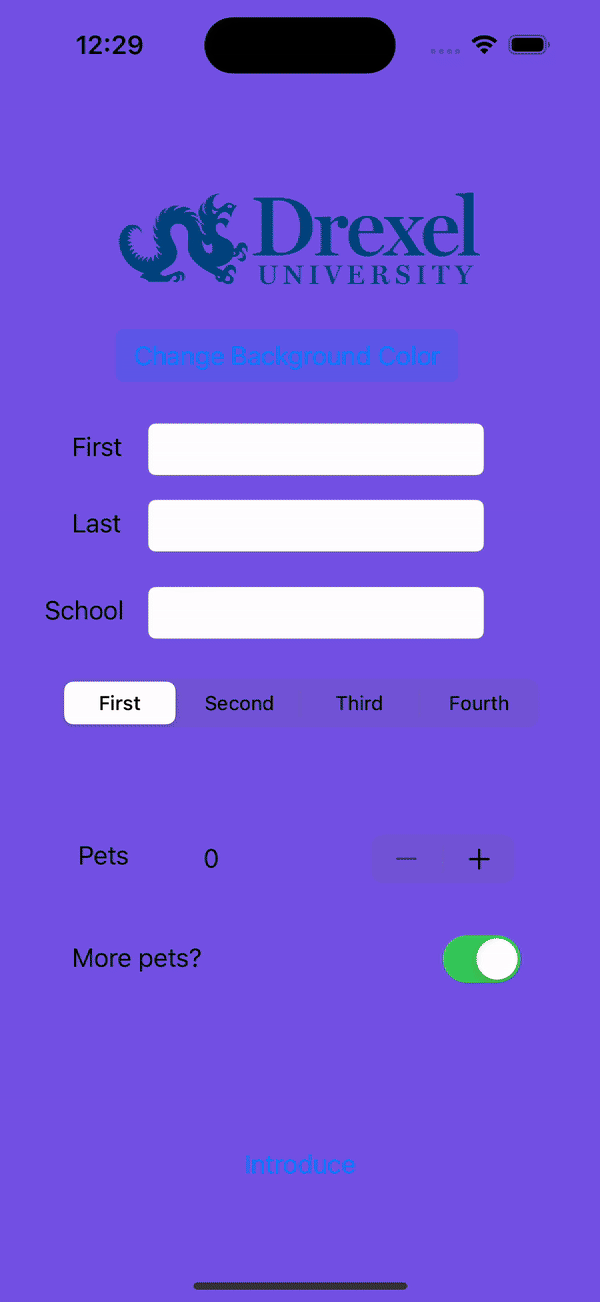 12:29
Drexel
UNIVERSITY
Change Background Color
First
Last
School
First Second Third Fourth
Pets 0 − +
More pets?
Introduce